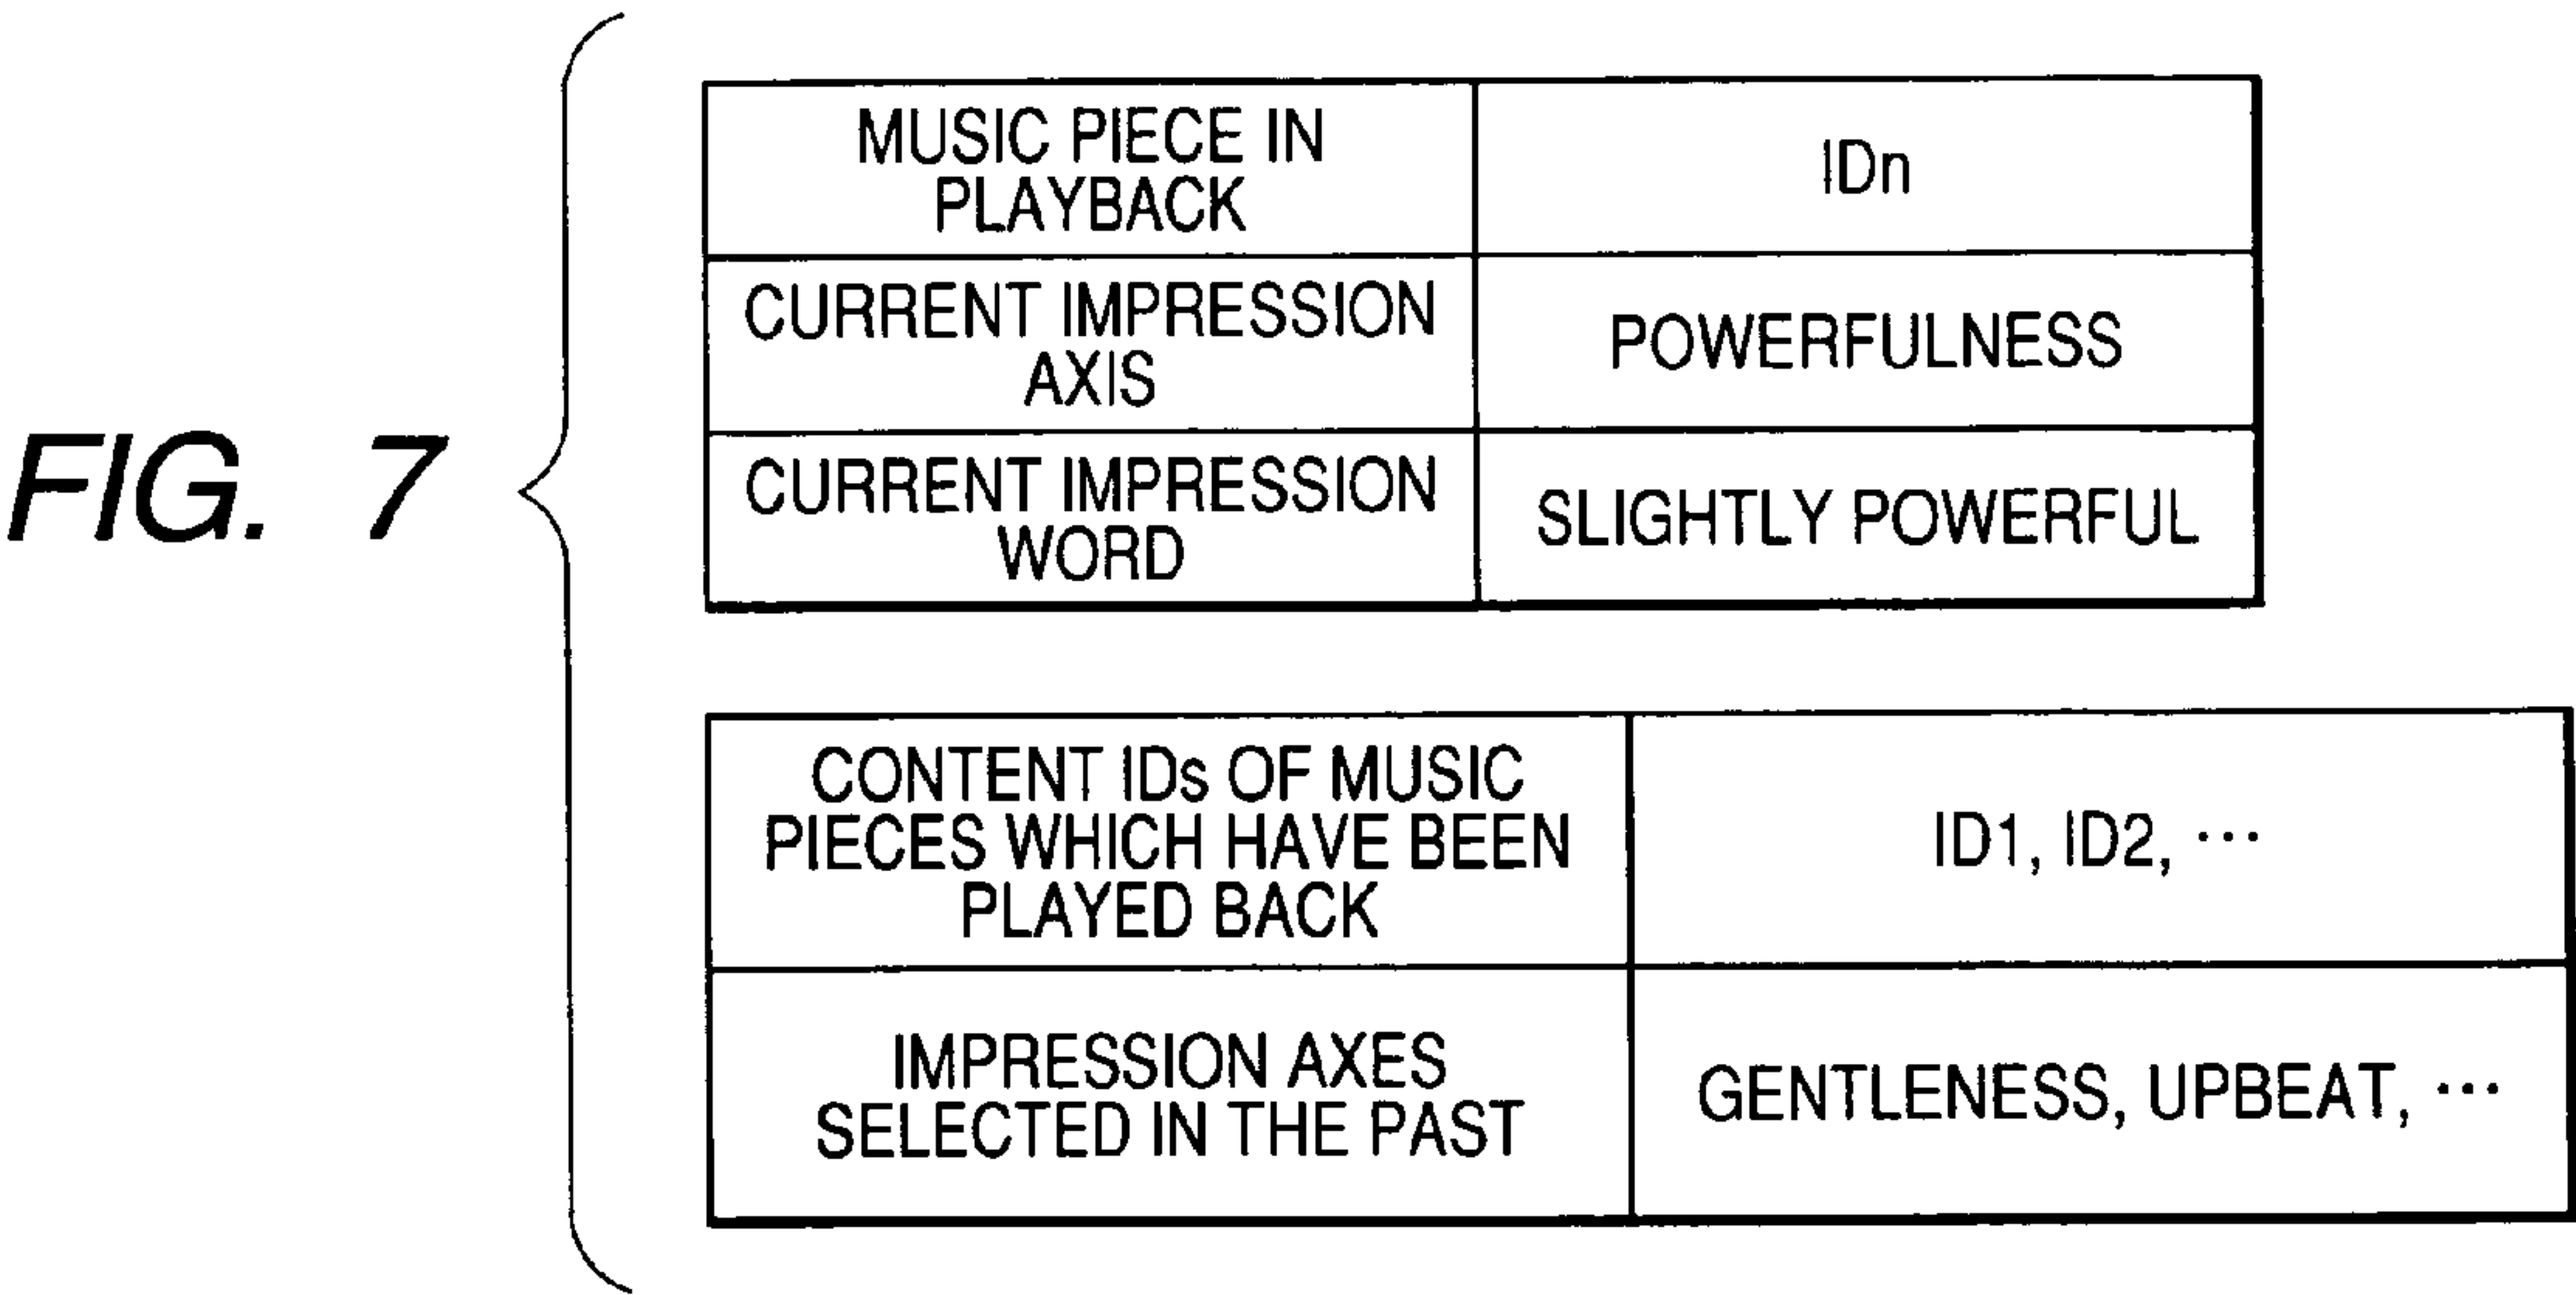 FIG. 7
MUSIC PIECE IN
PLAYBACK
IDn
CURRENT IMPRESSION
AXIS
POWERFULNESS
CURRENT IMPRESSION
WORD
SLIGHTLY POWERFUL
CONTENT IDs OF MUSIC
PIECES WHICH HAVE BEEN
PLAYED BACK
ID1, ID2, ···
IMPRESSION AXES
SELECTED IN THE PAST
GENTLENESS, UPBEAT, ···